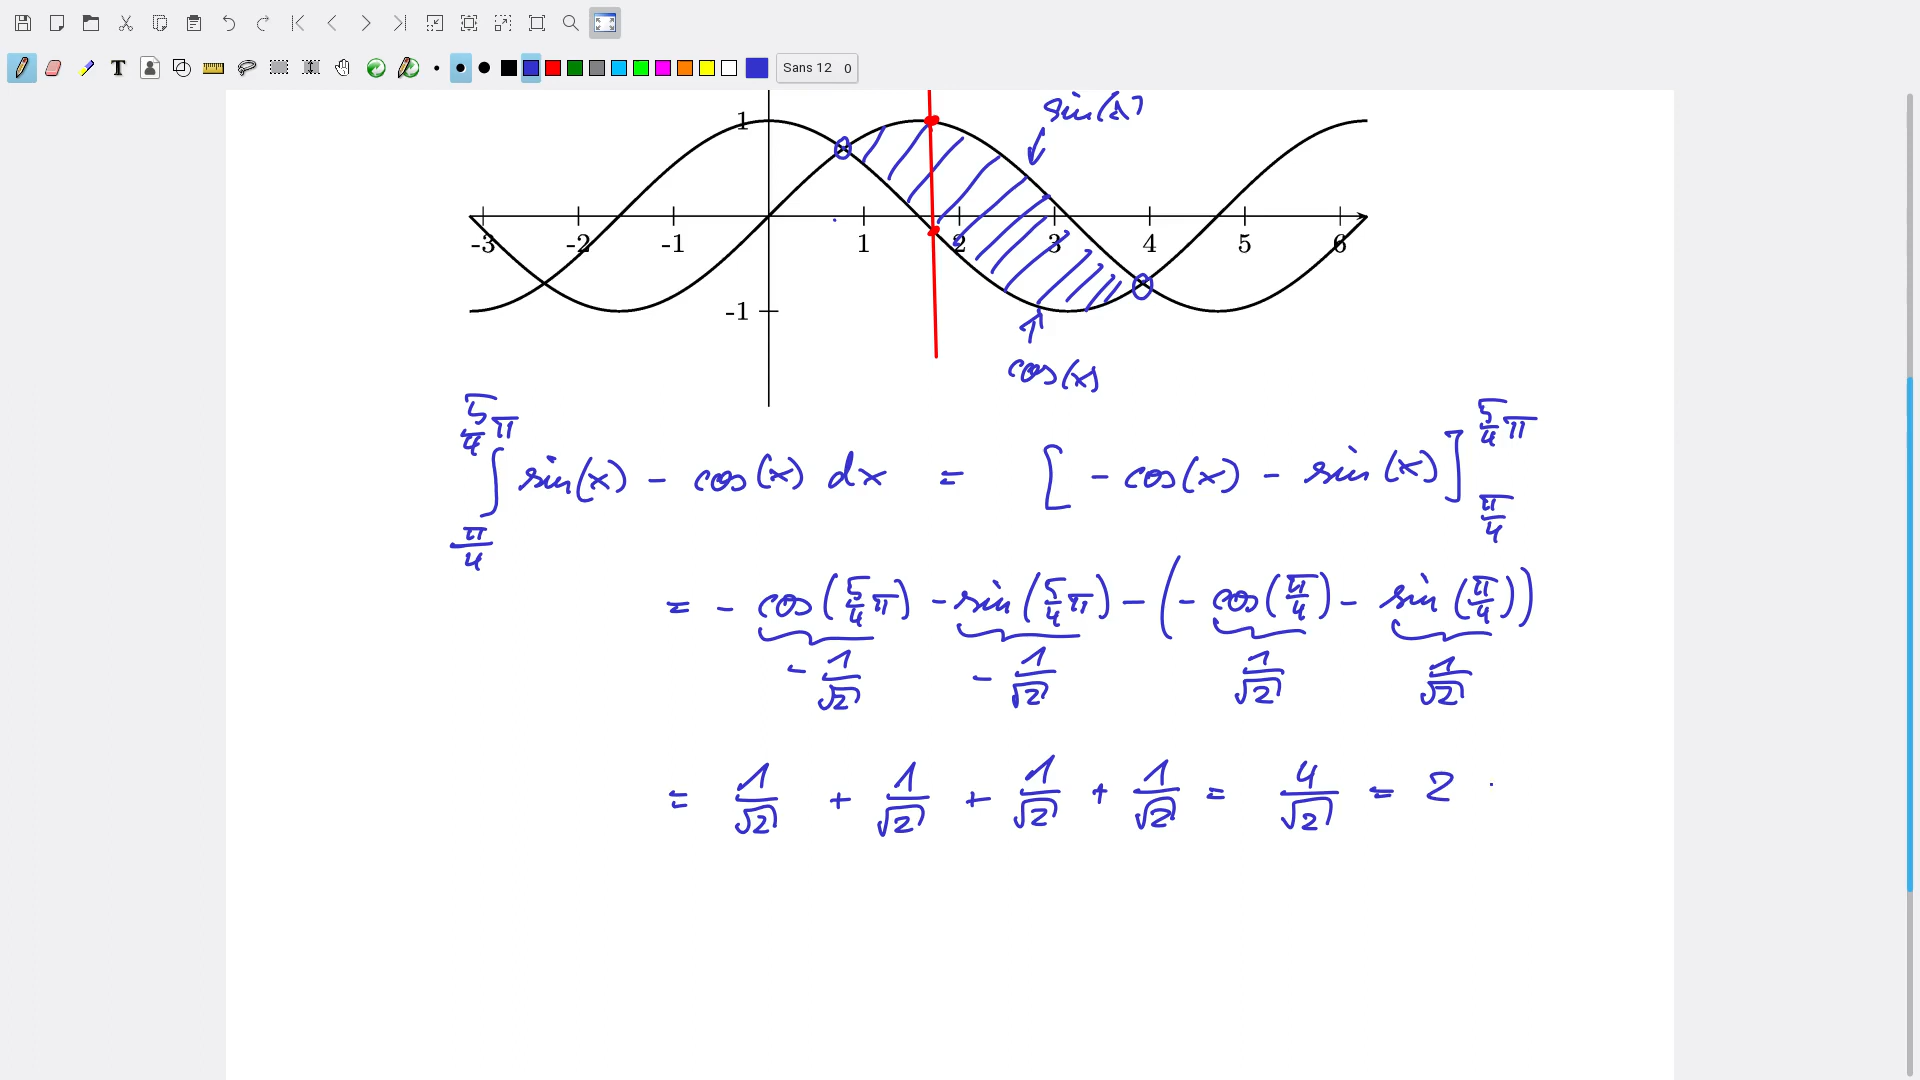 T Sans 12 0
sin(x)
1
-3 -2 -1 1 2 3 4 5 6
-1
cos(x)
∫_{π/4}^{5/4 π} sin(x) - cos(x) dx = [ - cos(x) - sin(x) ]_{π/4}^{5/4 π}
= - cos(5/4 π) - sin(5/4 π) - ( - cos(π/4) - sin(π/4))
- 1/√2 - 1/√2 1/√2 1/√2
= 1/√2 + 1/√2 + 1/√2 + 1/√2 = 4/√2 = 2 ·